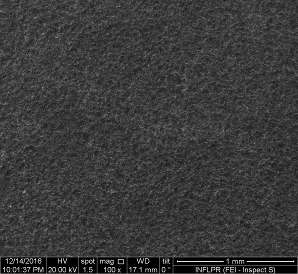 12/14/2016 HV spot mag □ WD tilt 1 mm
10:01:37 PM 20.00 kV 1.5 100 x 17.1 mm 0 ° INFLPR (FEI - Inspect S)